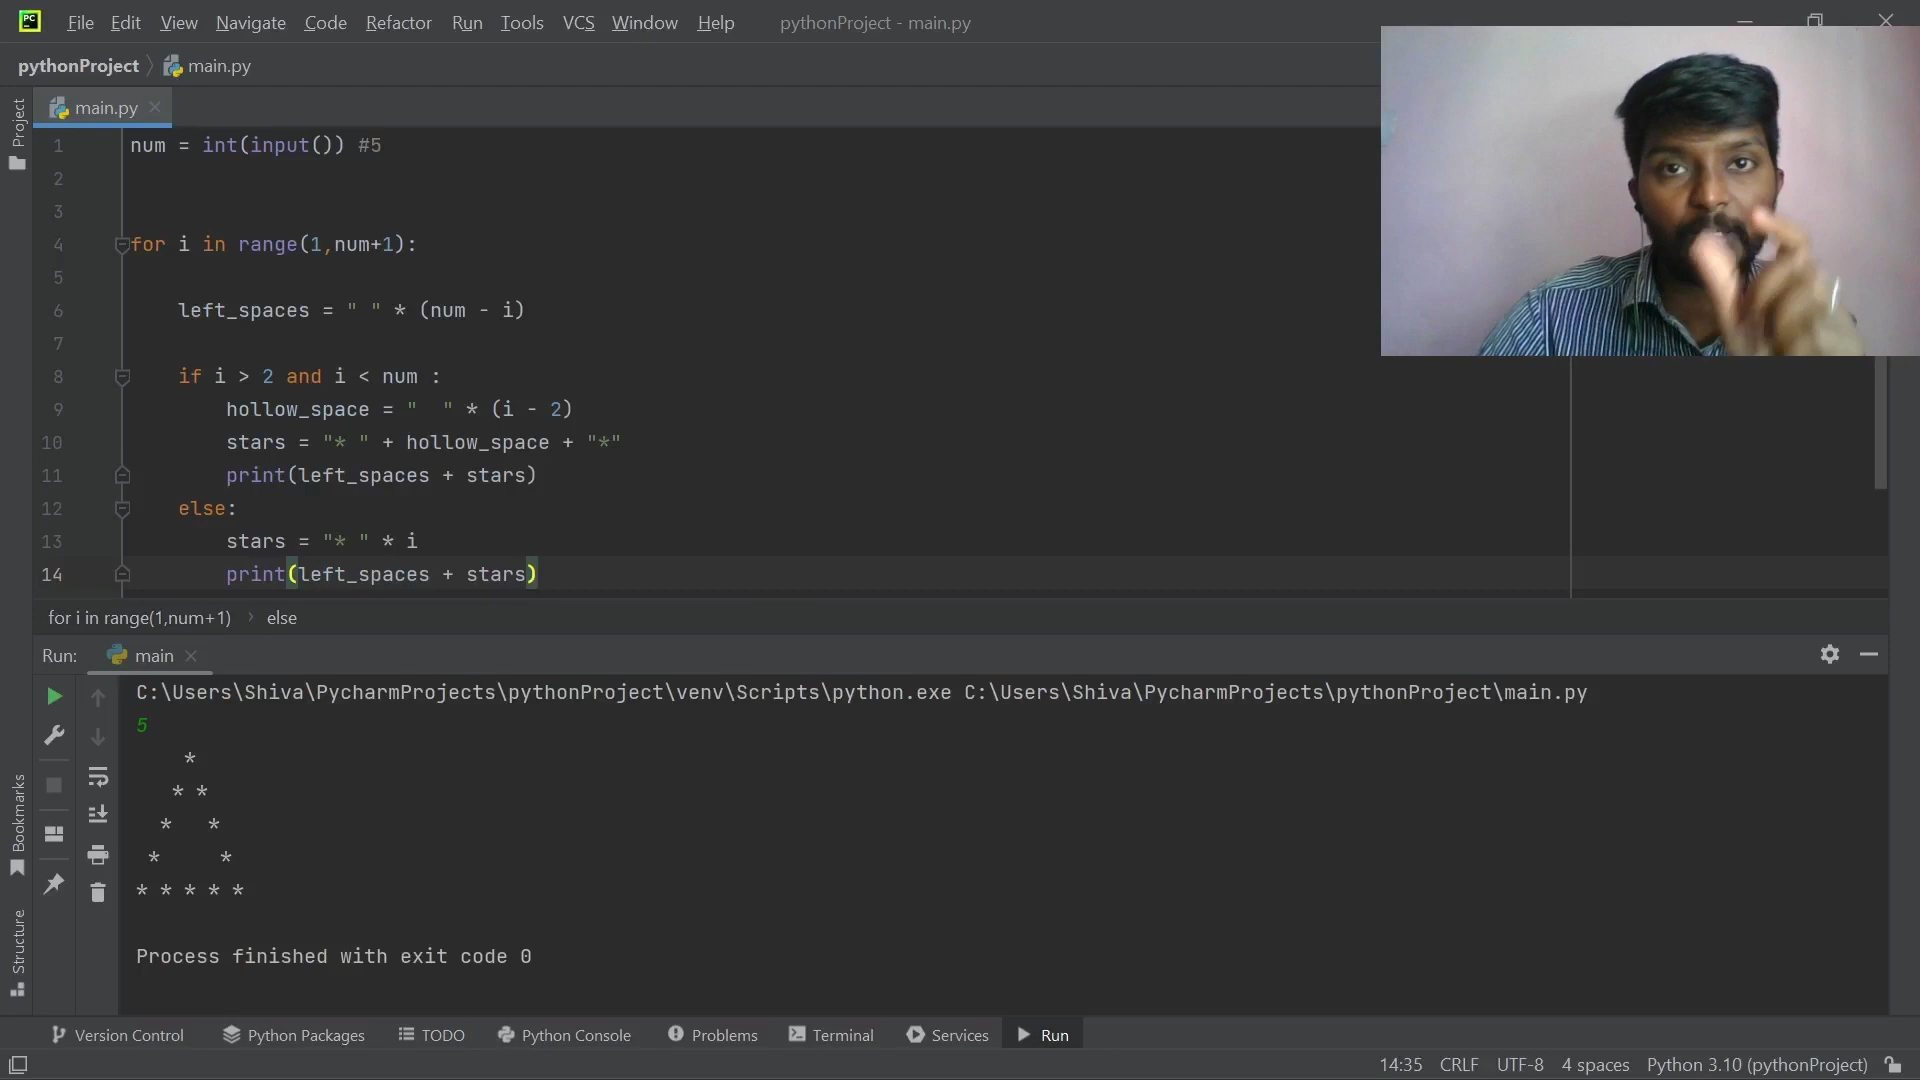 PC File Edit View Navigate Code Refactor Run Tools VCS Window Help pythonProject - main.py
pythonProject main.py
Project
main.py
1 num = int(input()) #5
2
3
4 for i in range(1,num+1):
5
6 left_spaces = " " * (num - i)
7
8 if i > 2 and i < num :
9 hollow_space = "  " * (i - 2)
10 stars = "* " + hollow_space + "*"
11 print(left_spaces + stars)
12 else:
13 stars = "* " * i
14 print(left_spaces + stars)
for i in range(1,num+1) › else
Run: main
C:\Users\Shiva\PycharmProjects\pythonProject\venv\Scripts\python.exe C:\Users\Shiva\PycharmProjects\pythonProject\main.py
5
    *
   * *
  *   *
 *     *
* * * * *
Process finished with exit code 0
Bookmarks
Structure
Version Control Python Packages TODO Python Console Problems Terminal Services Run
14:35 CRLF UTF-8 4 spaces Python 3.10 (pythonProject)